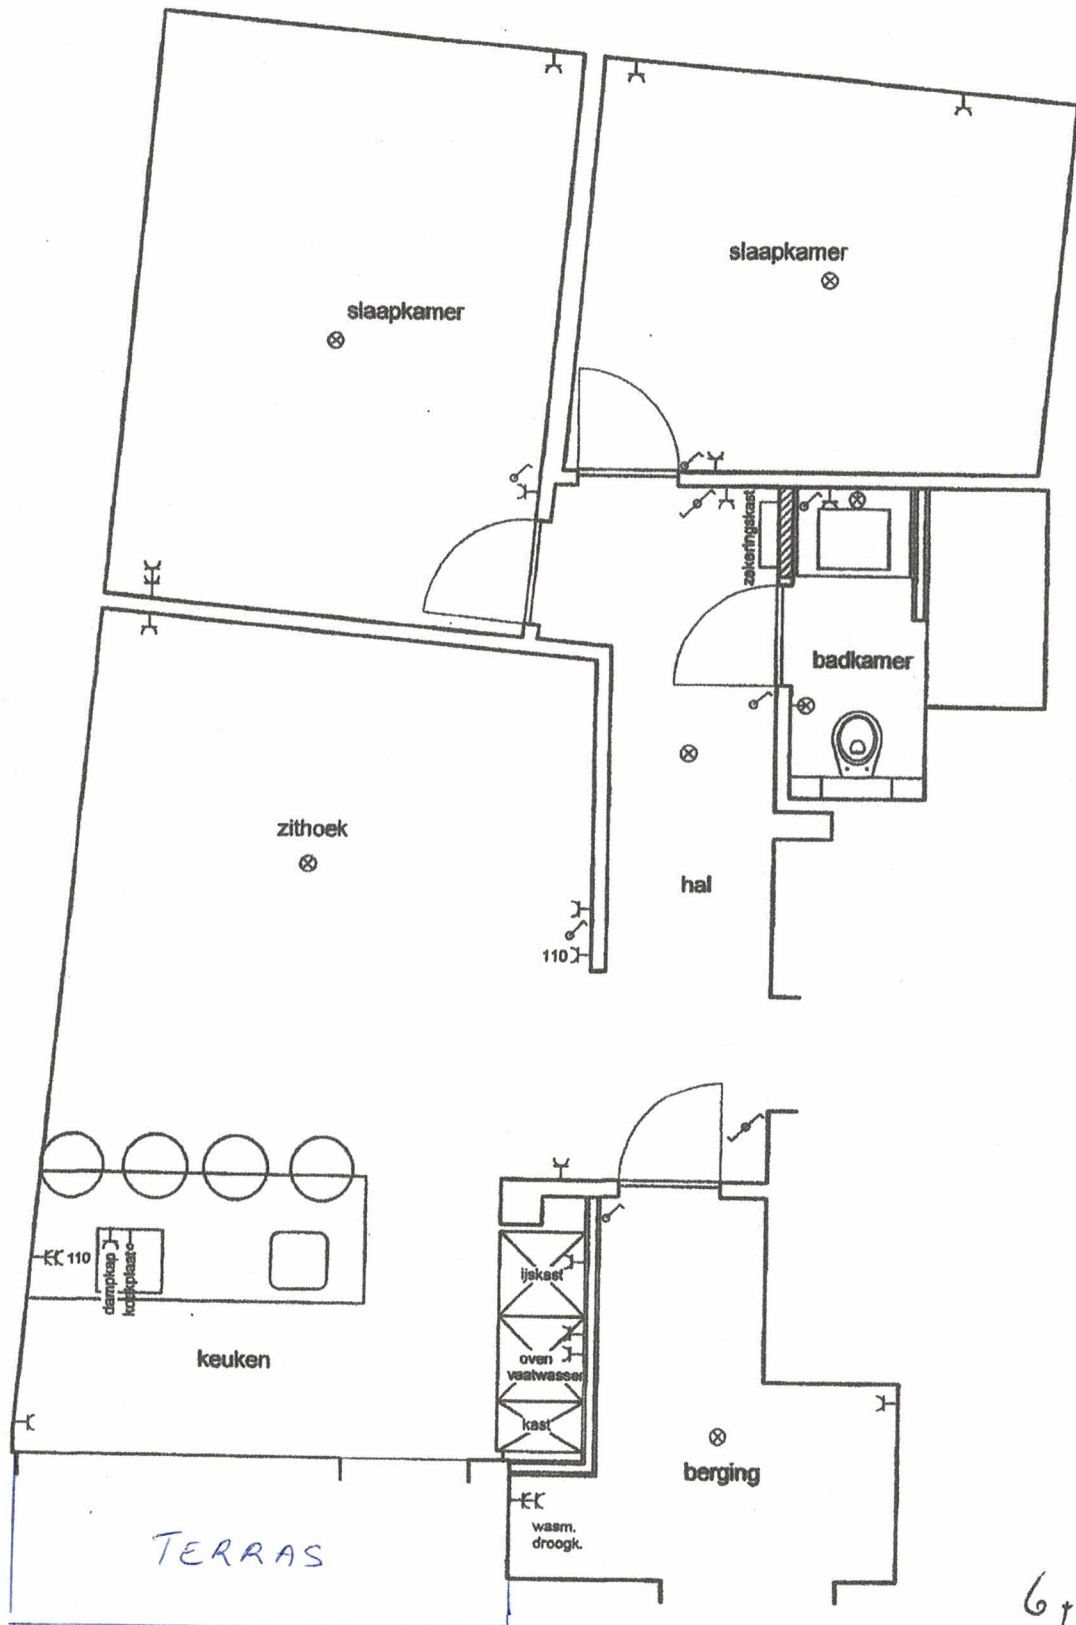 slaapkamer
slaapkamer
zekeringskast
badkamer
zithoek
hal
110
110
dampkap
kookplaat
ijskast
oven
vaatwasser
keuken
kast
berging
wasm.
droogk.
TERRAS